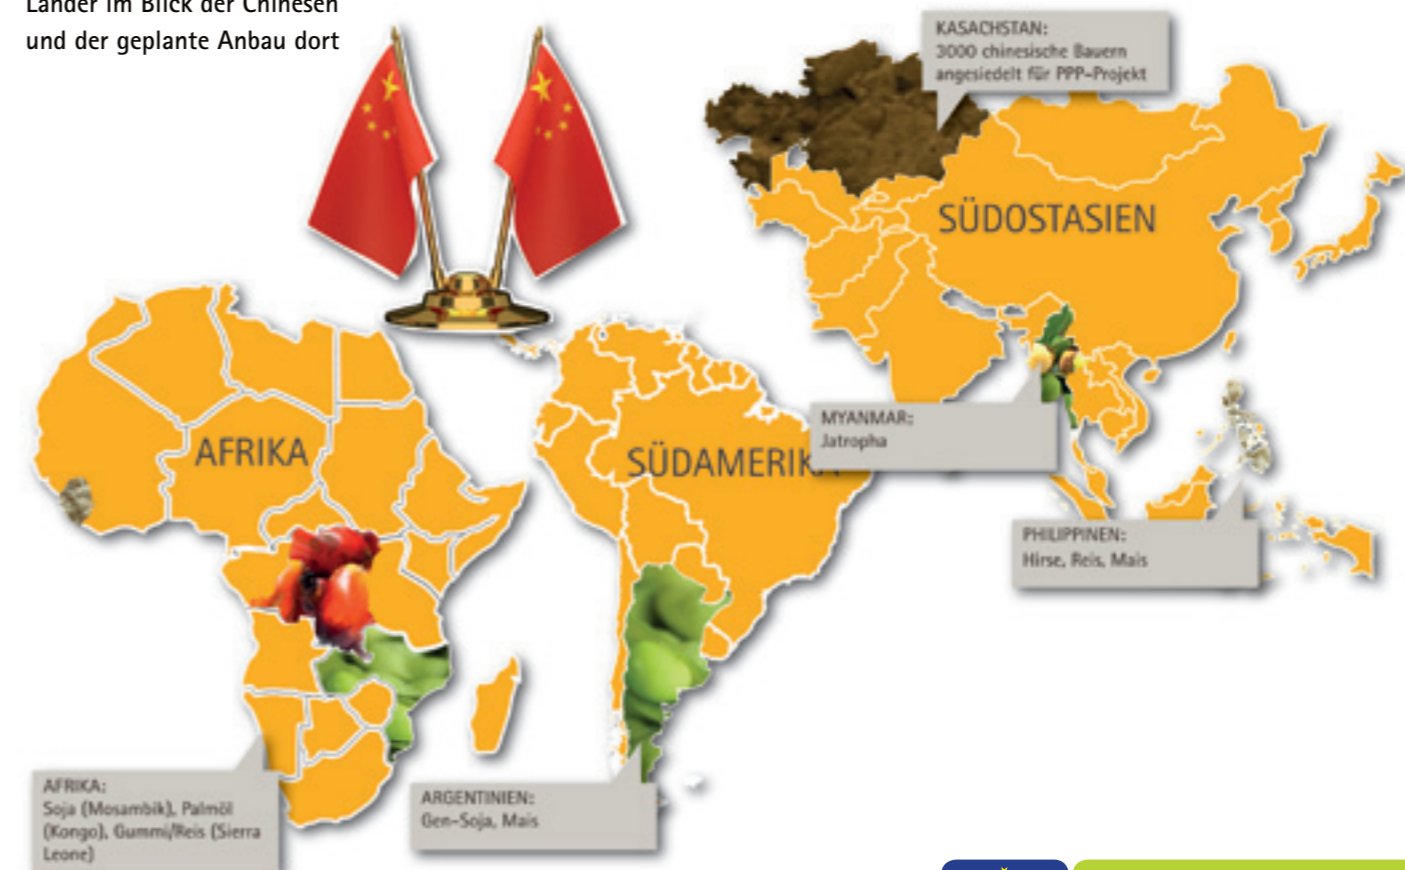 Länder im Blick der Chinesen
und der geplante Anbau dort
KASACHSTAN:
3000 chinesische Bauern
angesiedelt für PPP-Projekt
SÜDOSTASIEN
AFRIKA
SÜDAMERIKA
MYANMAR:
Jatropha
PHILIPPINEN:
Hirse, Reis, Mais
AFRIKA:
Soja (Mosambik), Palmöl
(Kongo), Gummi/Reis (Sierra
Leone)
ARGENTINIEN:
Gen-Soja, Mais